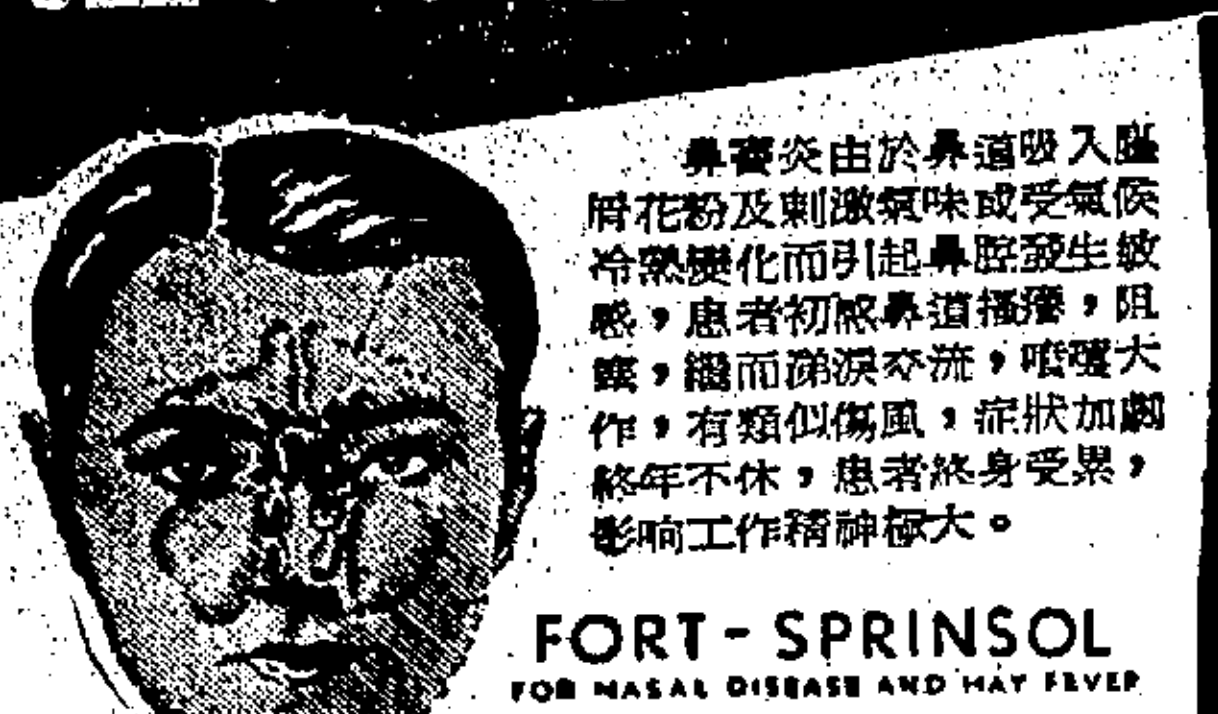 鼻竇炎由於鼻道吸入塵
屑花粉及刺激氣味或受氣候
冷熱變化而引起鼻腔發生敏
感，患者初感鼻道搔癢，阻
塞，繼而涕淚交流，噴嚏大
作，有類似傷風，症狀加劇
終年不休，患者終身受累，
影响工作精神極大。
FORT-SPRINSOL
FOR NASAL DISEASE AND HAY FEVER